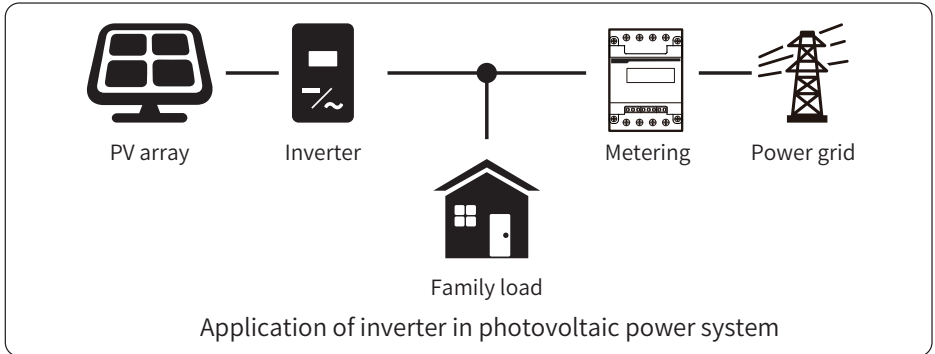 PV array
Inverter
Metering
Power grid
Family load
Application of inverter in photovoltaic power system